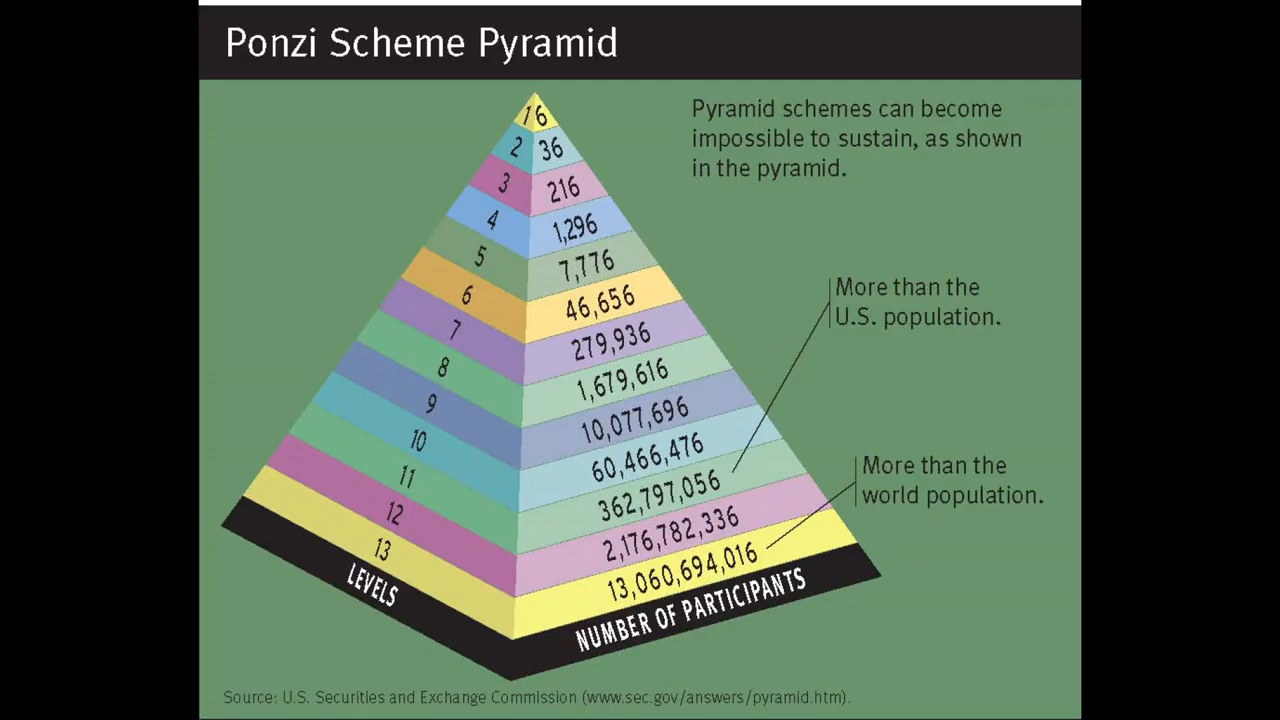 Ponzi Scheme Pyramid
Pyramid schemes can become
impossible to sustain, as shown
in the pyramid.
1 6
2 36
3 216
4 1,296
5 7,776
6 46,656
7 279,936
8 1,679,616
9 10,077,696
10 60,466,476
11 362,797,056
12 2,176,782,336
13 13,060,694,016
LEVELS NUMBER OF PARTICIPANTS
More than the
U.S. population.
More than the
world population.
Source: U.S. Securities and Exchange Commission (www.sec.gov/answers/pyramid.htm).